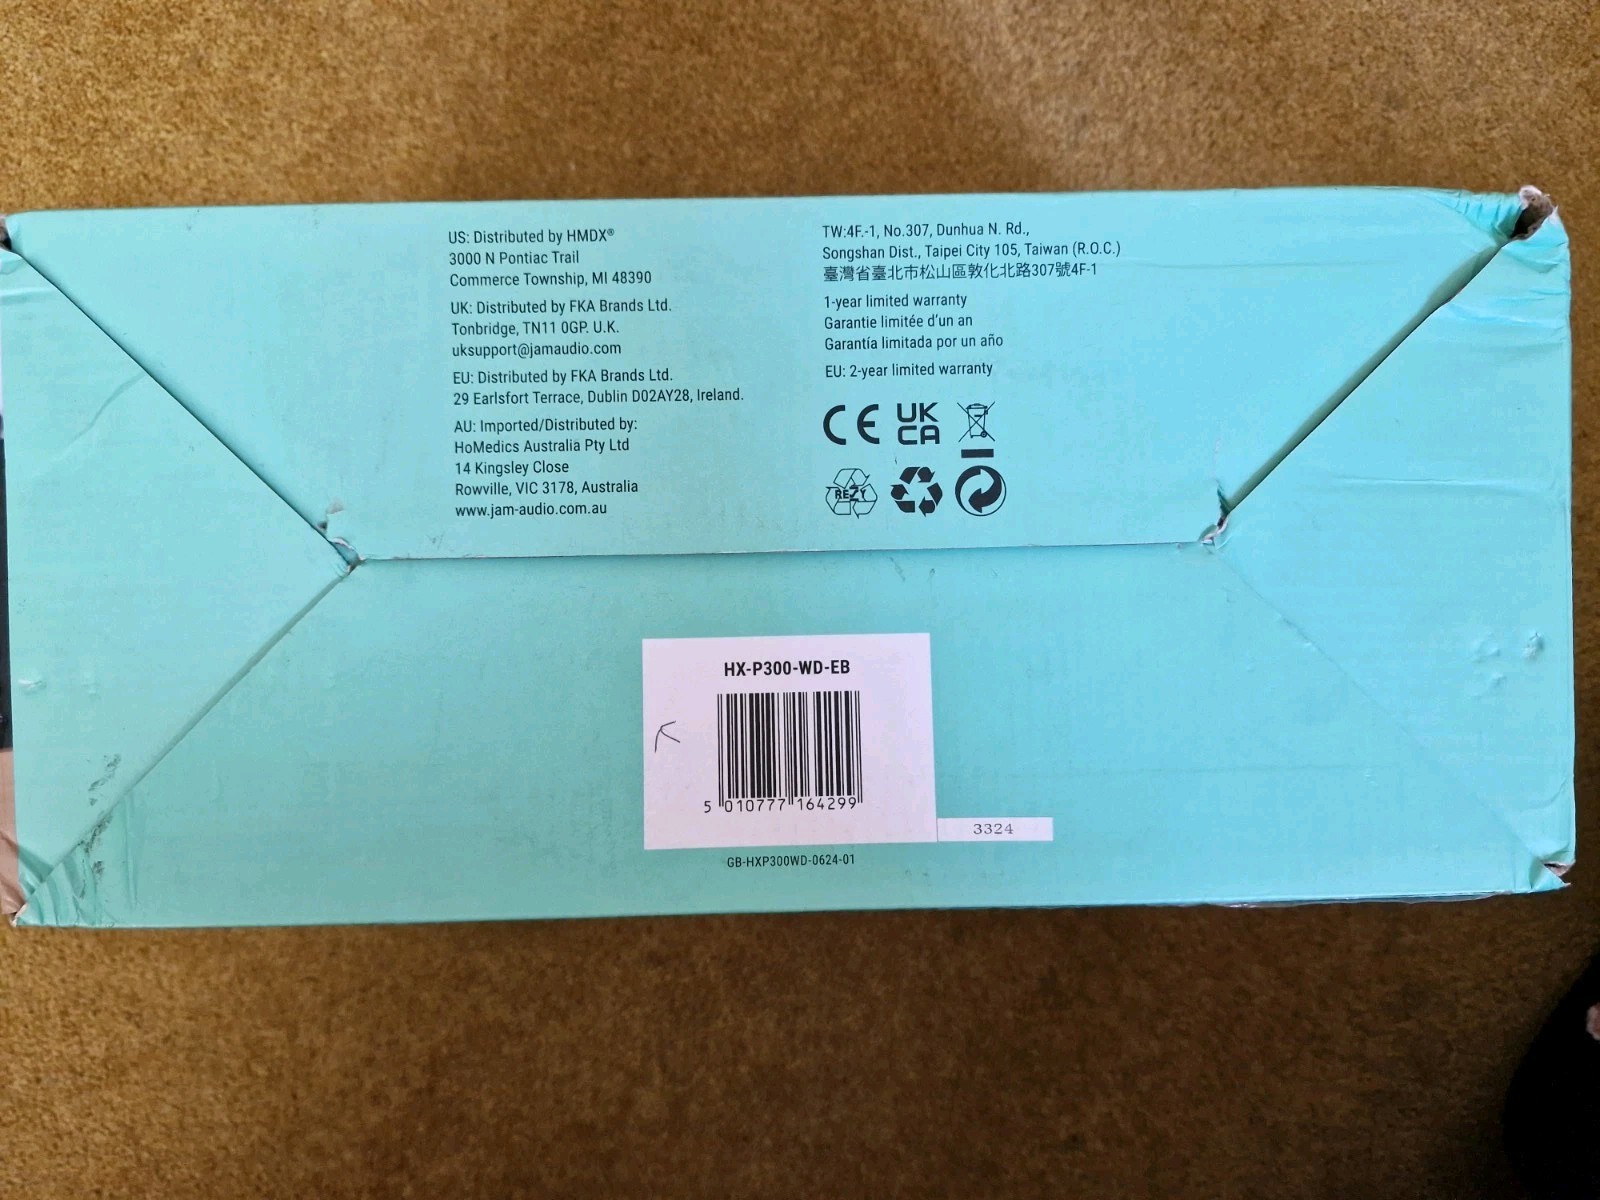 US: Distributed by HMDX®
3000 N Pontiac Trail
Commerce Township, MI 48390
UK: Distributed by FKA Brands Ltd.
Tonbridge, TN11 0GP. U.K.
uksupport@jamaudio.com
EU: Distributed by FKA Brands Ltd.
29 Earlsfort Terrace, Dublin D02AY28, Ireland.
AU: Imported/Distributed by:
HoMedics Australia Pty Ltd
14 Kingsley Close
Rowville, VIC 3178, Australia
www.jam-audio.com.au
TW:4F.-1, No.307, Dunhua N. Rd.,
Songshan Dist., Taipei City 105, Taiwan (R.O.C.)
臺灣省臺北市松山區敦化北路307號4F-1
1-year limited warranty
Garantie limitée d'un an
Garantía limitada por un año
EU: 2-year limited warranty
CE UK
CA
REZY
HX-P300-WD-EB
5 010777 164299
3324
GB-HXP300WD-0624-01